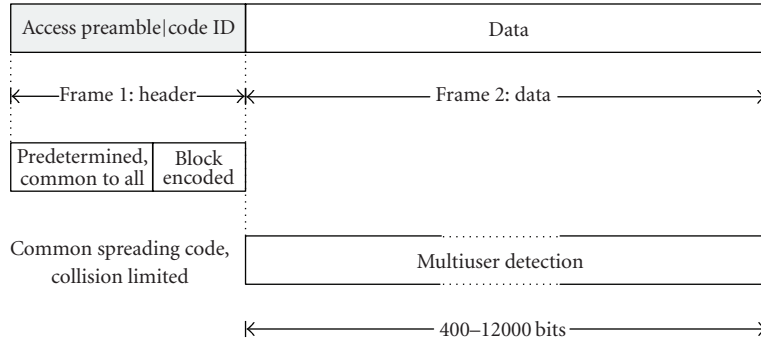 Access preamble|code ID
Data
Frame 1: header
Frame 2: data
Predetermined,
common to all
Block
encoded
Common spreading code,
collision limited
Multiuser detection
400–12000 bits